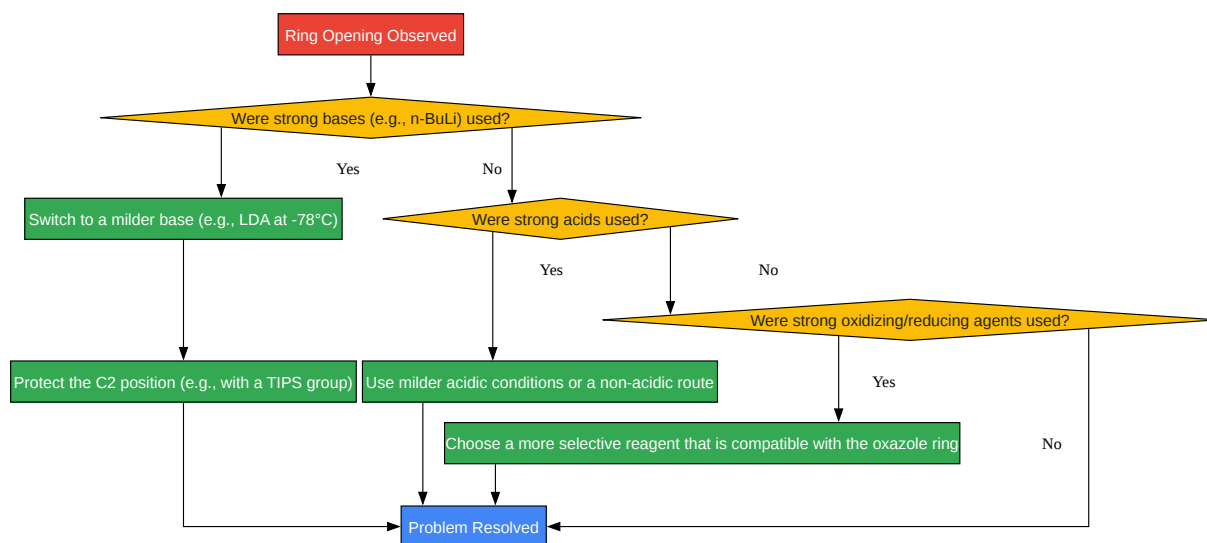 Ring Opening Observed
Were strong bases (e.g., n-BuLi) used?
Yes
No
Switch to a milder base (e.g., LDA at -78°C)
Were strong acids used?
Yes
No
Were strong oxidizing/reducing agents used?
Protect the C2 position (e.g., with a TIPS group)
Use milder acidic conditions or a non-acidic route
Yes
Choose a more selective reagent that is compatible with the oxazole ring
No
Problem Resolved